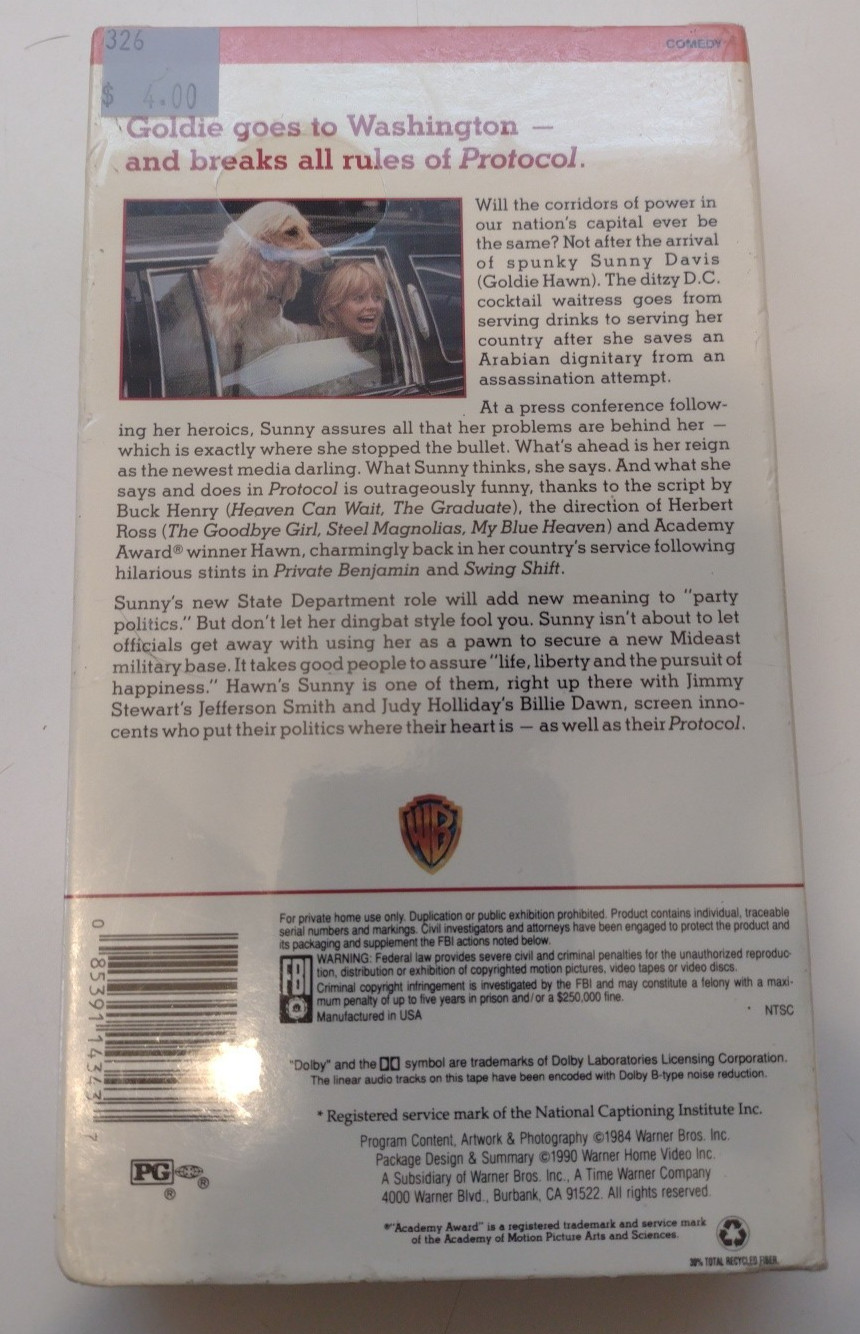 326
$ 4.00
COMEDY
Goldie goes to Washington —
and breaks all rules of Protocol.
Will the corridors of power in
our nation's capital ever be
the same? Not after the arrival
of spunky Sunny Davis
(Goldie Hawn). The ditzy D.C.
cocktail waitress goes from
serving drinks to serving her
country after she saves an
Arabian dignitary from an
assassination attempt.
At a press conference follow-
ing her heroics, Sunny assures all that her problems are behind her —
which is exactly where she stopped the bullet. What's ahead is her reign
as the newest media darling. What Sunny thinks, she says. And what she
says and does in Protocol is outrageously funny, thanks to the script by
Buck Henry (Heaven Can Wait, The Graduate), the direction of Herbert
Ross (The Goodbye Girl, Steel Magnolias, My Blue Heaven) and Academy
Award® winner Hawn, charmingly back in her country's service following
hilarious stints in Private Benjamin and Swing Shift.
Sunny's new State Department role will add new meaning to "party
politics." But don't let her dingbat style fool you. Sunny isn't about to let
officials get away with using her as a pawn to secure a new Mideast
military base. It takes good people to assure "life, liberty and the pursuit of
happiness." Hawn's Sunny is one of them, right up there with Jimmy
Stewart's Jefferson Smith and Judy Holliday's Billie Dawn, screen inno-
cents who put their politics where their heart is — as well as their Protocol.
WB
For private home use only. Duplication or public exhibition prohibited. Product contains individual, traceable
serial numbers and markings. Civil investigators and attorneys have been engaged to protect the product and
its packaging and supplement the FBI actions noted below.
FBI
WARNING: Federal law provides severe civil and criminal penalties for the unauthorized reproduc-
tion, distribution or exhibition of copyrighted motion pictures, video tapes or video discs.
Criminal copyright infringement is investigated by the FBI and may constitute a felony with a maxi-
mum penalty of up to five years in prison and/or a $250,000 fine.
Manufactured in USA
* NTSC
0 85391 14343 7
"Dolby" and the symbol are trademarks of Dolby Laboratories Licensing Corporation.
The linear audio tracks on this tape have been encoded with Dolby B-type noise reduction.
* Registered service mark of the National Captioning Institute Inc.
Program Content, Artwork & Photography ©1984 Warner Bros. Inc.
Package Design & Summary ©1990 Warner Home Video Inc.
A Subsidiary of Warner Bros. Inc., A Time Warner Company
4000 Warner Blvd., Burbank, CA 91522. All rights reserved.
PG
® ®
®"Academy Award" is a registered trademark and service mark
of the Academy of Motion Picture Arts and Sciences.
30% TOTAL RECYCLED FIBER.